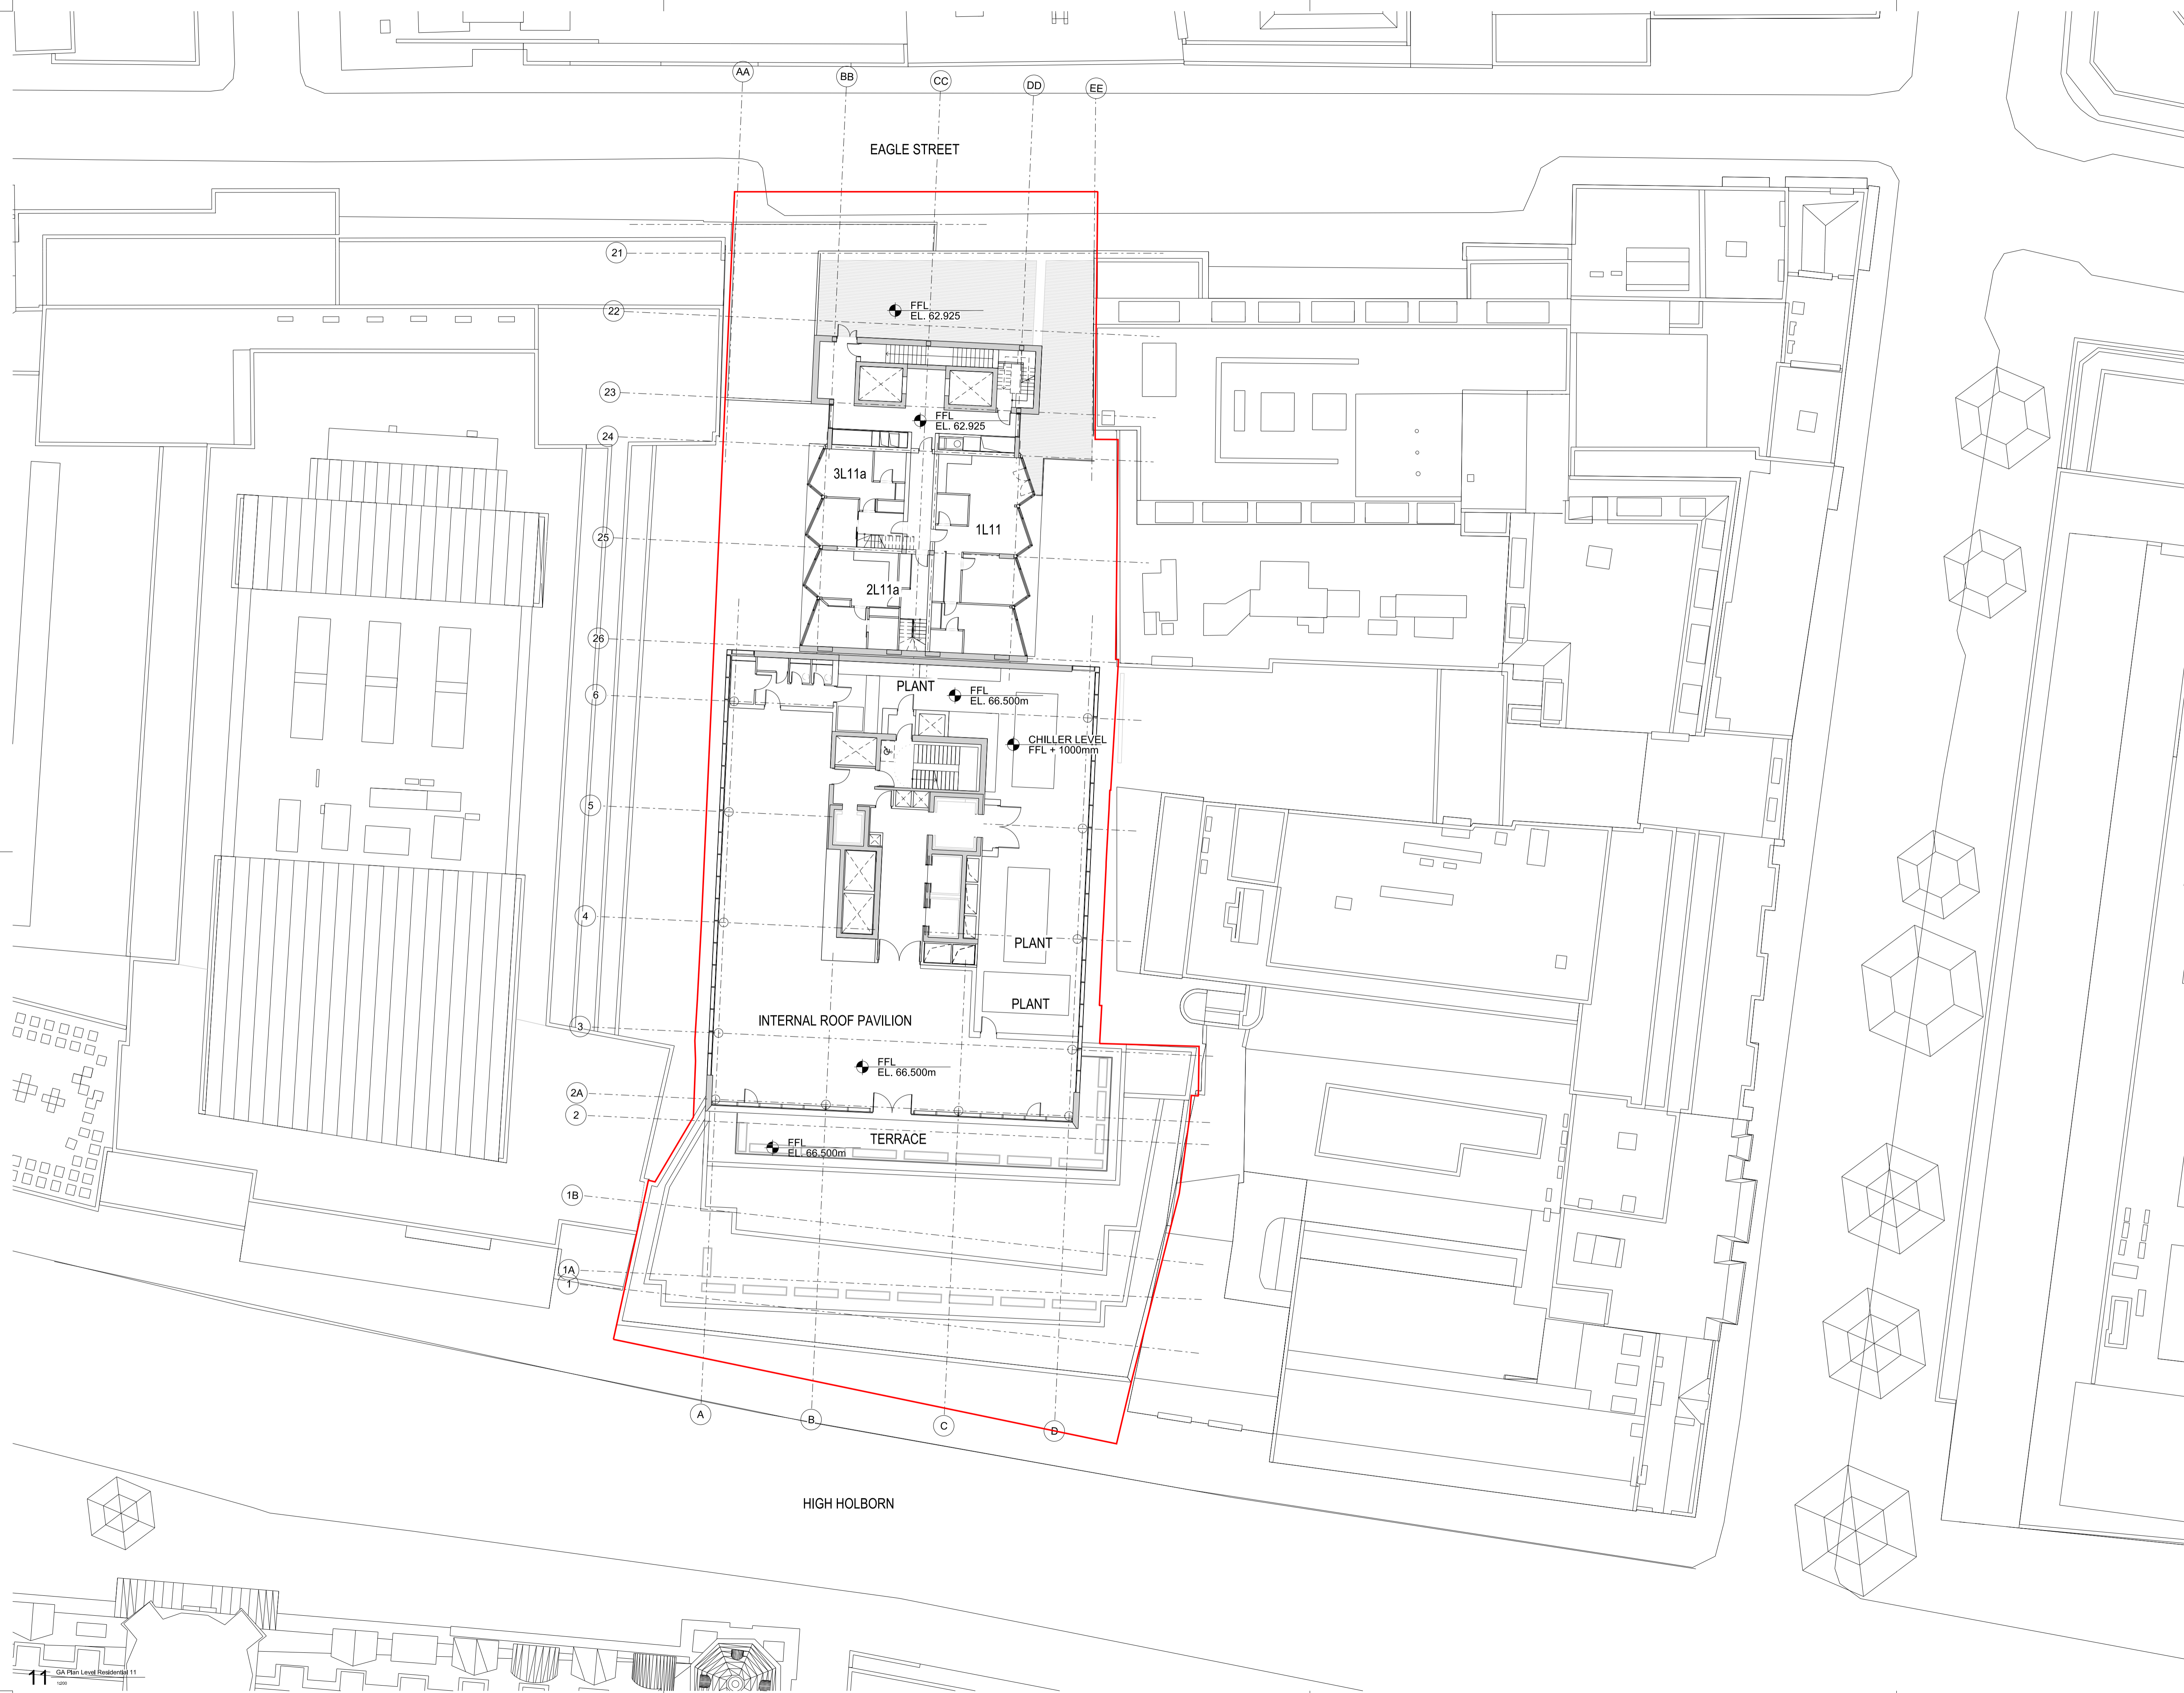 AA
BB
CC
DD
EE
EAGLE STREET
21
22
FFL
EL. 62.925
23
FFL
EL. 62.925
24
3L11a
1L11
25
2L11a
26
6
PLANT
FFL
EL. 66.500m
CHILLER LEVEL
FFL + 1000mm
5
4
PLANT
PLANT
3
INTERNAL ROOF PAVILION
FFL
EL. 66.500m
2A
2
TERRACE
FFL
EL. 66.500m
1B
1A
1
A
B
C
D
HIGH HOLBORN
11
GA Plan Level Residential 11
1:200